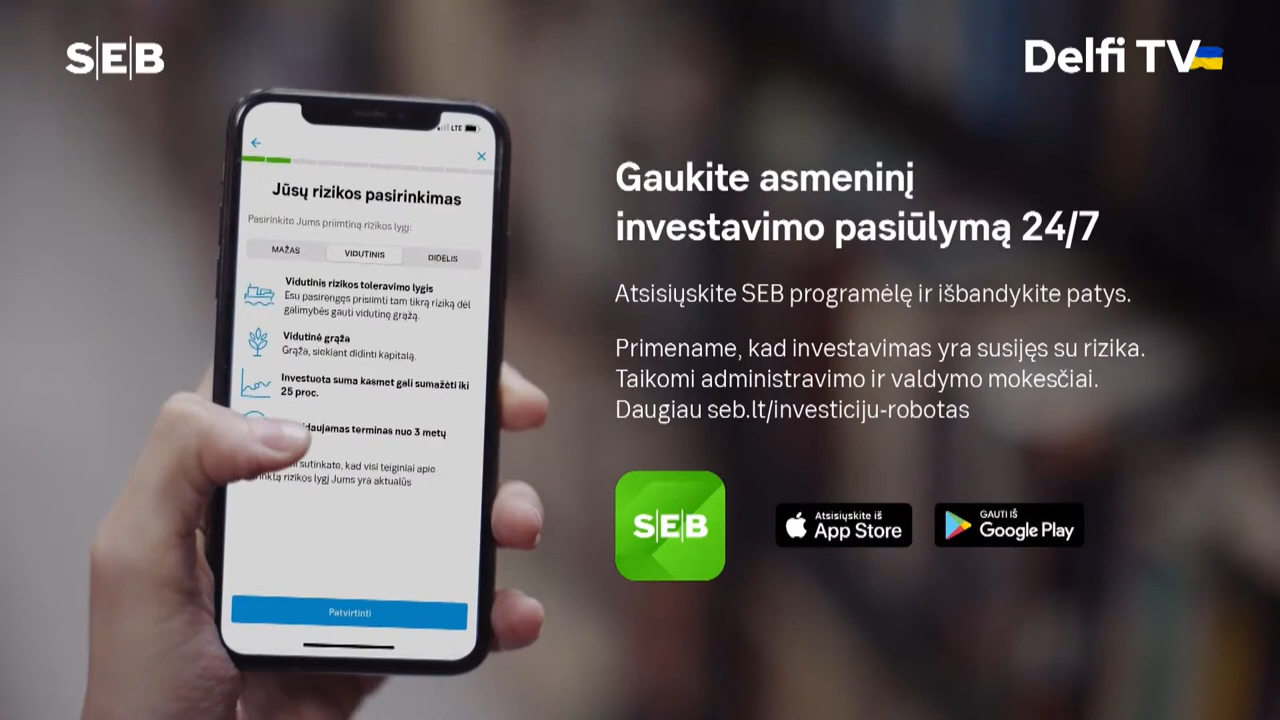 S|E|B
Delfi TV
LTE
Jūsų rizikos pasirinkimas
Pasirinkite Jums priimtiną rizikos lygį:
MAŽAS
VIDUTINIS
DIDELIS
Vidutinis rizikos toleravimo lygis
Esu pasirengęs prisiimti tam tikrą riziką dėl
galimybės gauti vidutinę grąžą.
Vidutinė grąža
Grąža, siekiant didinti kapitalą.
Investuota suma kasmet gali sumažėti iki
25 proc.
terminas nuo 3 metų
sutinkate, kad visi teiginiai apie
rizikos lygį Jums yra aktualūs
Patvirtinti
Gaukite asmeninį
investavimo pasiūlymą 24/7
Atsisiųskite SEB programėlę ir išbandykite patys.
Primename, kad investavimas yra susijęs su rizika.
Taikomi administravimo ir valdymo mokesčiai.
Daugiau seb.lt/investiciju-robotas
S|E|B
Atsisiųskite iš
App Store
GAUTI IŠ
Google Play